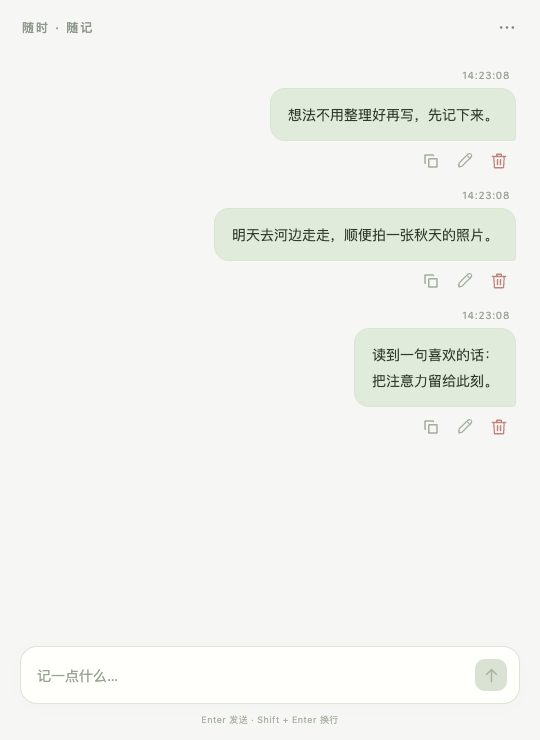 随时 · 随记
14:23:08
想法不用整理好再写，先记下来。
14:23:08
明天去河边走走，顺便拍一张秋天的照片。
14:23:08
读到一句喜欢的话：
把注意力留给此刻。
记一点什么…
Enter 发送 · Shift + Enter 换行